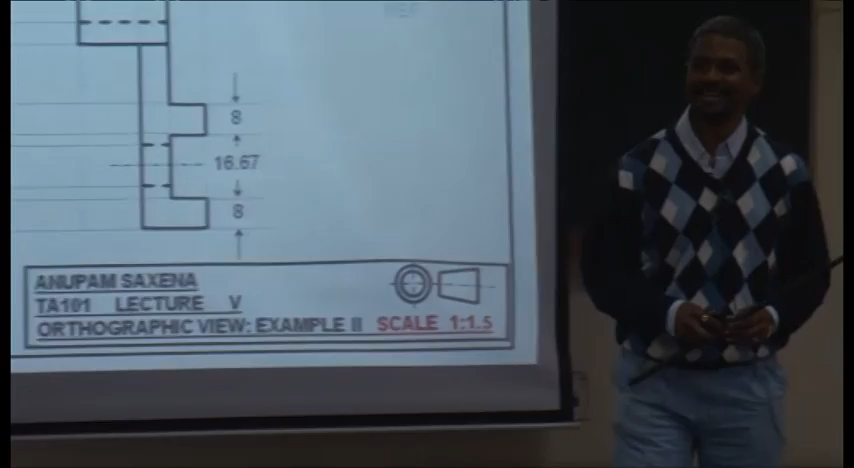 8
16.67
8
ANUPAM SAXENA
TA101 LECTURE V
ORTHOGRAPHIC VIEW: EXAMPLE II SCALE 1:1.5